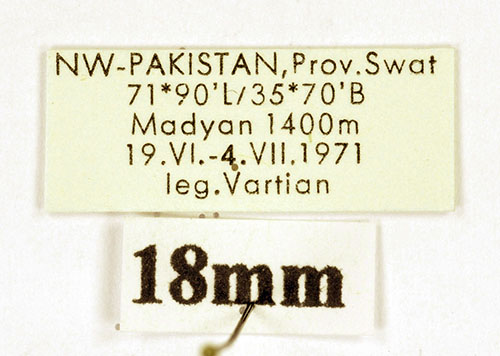 NW-PAKISTAN,Prov.Swat
71*90'L/35*70'B
Madyan 1400m
19.VI.-4.VII.1971
leg.Vartian
18mm